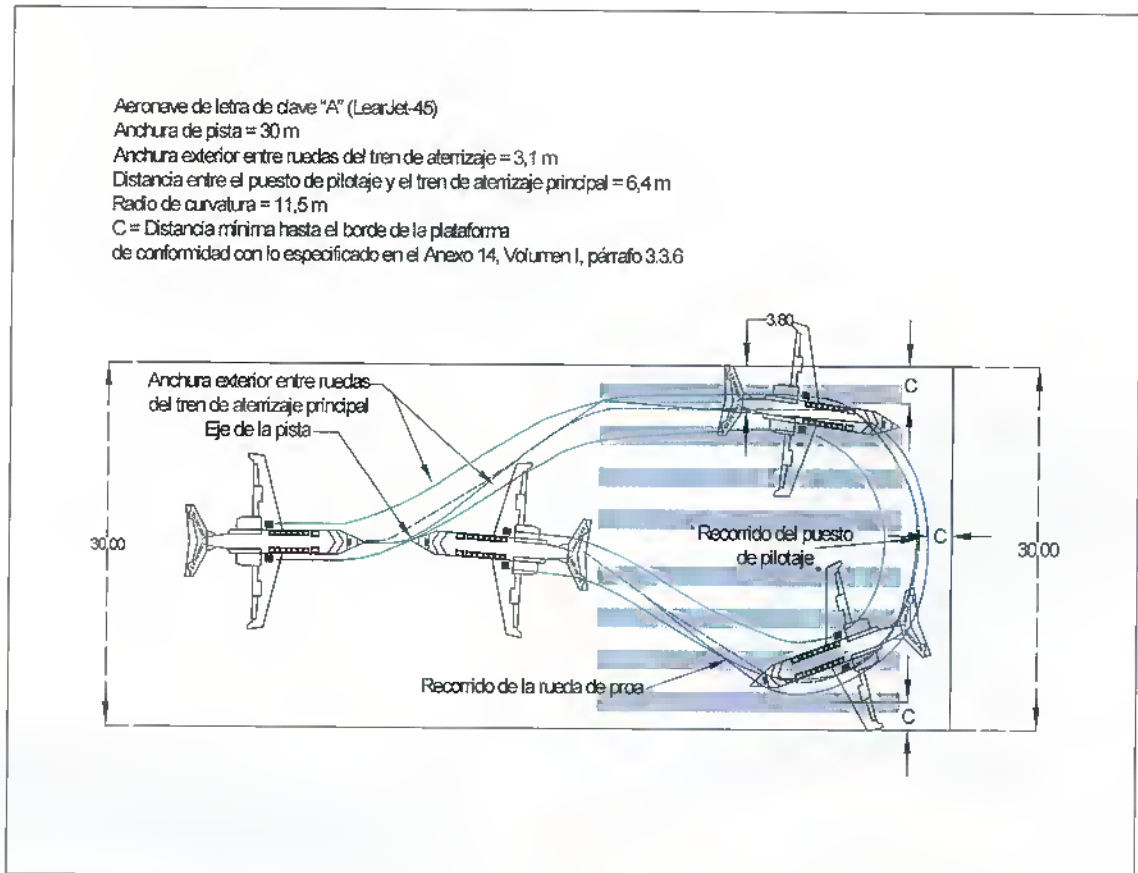 Aeronave de letra de clave "A" (LearJet-45)
Anchura de pista = 30 m
Anchura exterior entre ruedas del tren de aterrizaje = 3,1 m
Distancia entre el puesto de pilotaje y el tren de aterrizaje principal = 6,4 m
Radio de curvatura = 11,5 m
C = Distancia mínima hasta el borde de la plataforma
de conformidad con lo especificado en el Anexo 14, Volumen I, párrafo 3.3.6
3.80
C
Anchura exterior entre ruedas
del tren de aterrizaje principal
Eje de la pista
30.00
Recorrido del puesto
de pilotaje
C
30.00
Recorrido de la rueda de proa
C